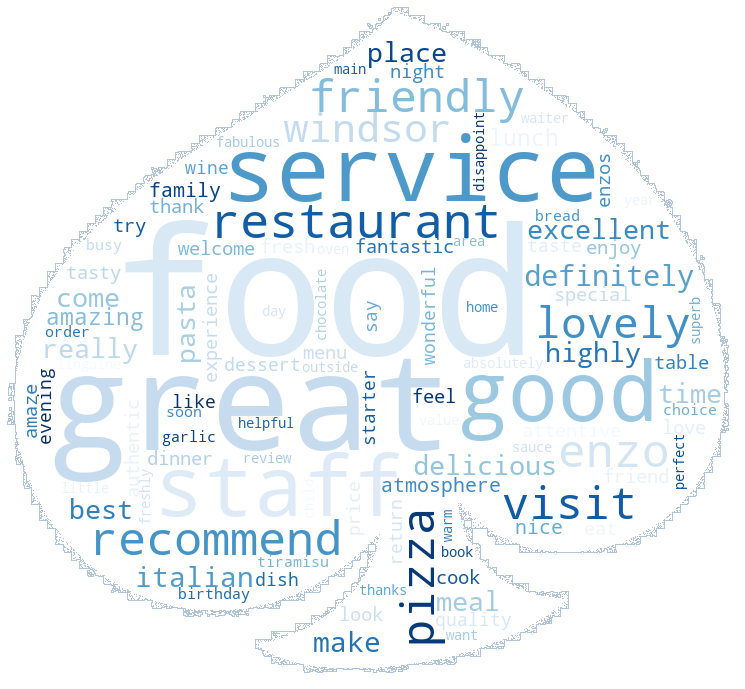 place
main
night
friendly
waiter
windsor
lunch
disappoint
fabulous
service
wine
family
enzos
thank
year
try
restaurant
bread
excellent
busy
welcome
fresh
oven
fantastic
area
taste
enjoy
food
tasty
experience
pasta
wonderful
definitely
come
special
amazing
chocolate
day
say
home
lovely
superb
order
really
menu
outside
highly
dessert
absolutely
table
great
good
time
amaze
evening
like
soon
feel
starter
value
choice
helpful
garlic
authentic
attentive
love
review
sauce
enzo
perfect
dinner
staff
delicious
friend
little
freshly
child
price
atmosphere
best
visit
return
pizza
warm
nice
eat
recommend
book
tiramisu
italian
dish
cook
birthday
thanks
meal
look
quality
make
want